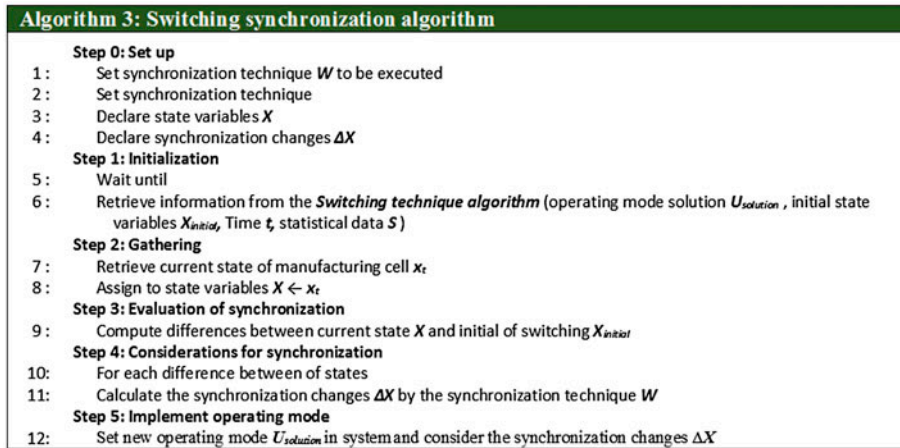 Algorithm 3: Switching synchronization algorithm
Step 0: Set up
1 : Set synchronization technique W to be executed
2 : Set synchronization technique
3 : Declare state variables X
4 : Declare synchronization changes ΔX
Step 1: Initialization
5 : Wait until
6 : Retrieve information from the Switching technique algorithm (operating mode solution Usolution , initial state
variables Xinitial, Time t, statistical data S )
Step 2: Gathering
7 : Retrieve current state of manufacturing cell xt
8 : Assign to state variables X ← xt
Step 3: Evaluation of synchronization
9 : Compute differences between current state X and initial of switching Xinitial
Step 4: Considerations for synchronization
10: For each difference between of states
11: Calculate the synchronization changes ΔX by the synchronization technique W
Step 5: Implement operating mode
12: Set new operating mode Usolution in system and consider the synchronization changes ΔX